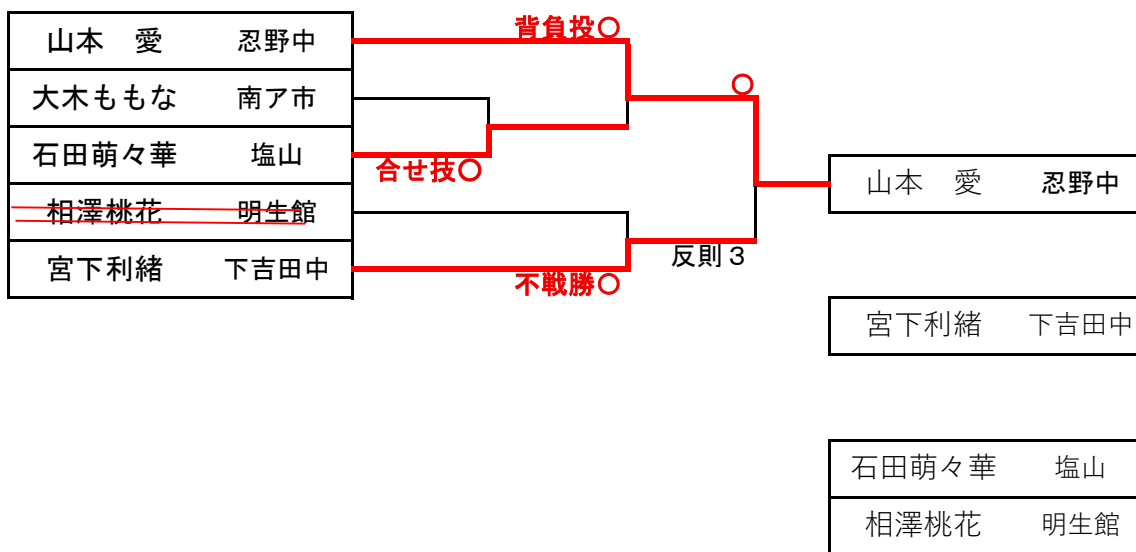 背負投〇
山本　愛 忍野中
大木ももな 南ア市
〇
石田萌々華 塩山
合せ技〇
山本　愛 忍野中
相澤桃花 明生館
反則３
宮下利緒 下吉田中
不戦勝〇
宮下利緒 下吉田中
石田萌々華 塩山
相澤桃花 明生館